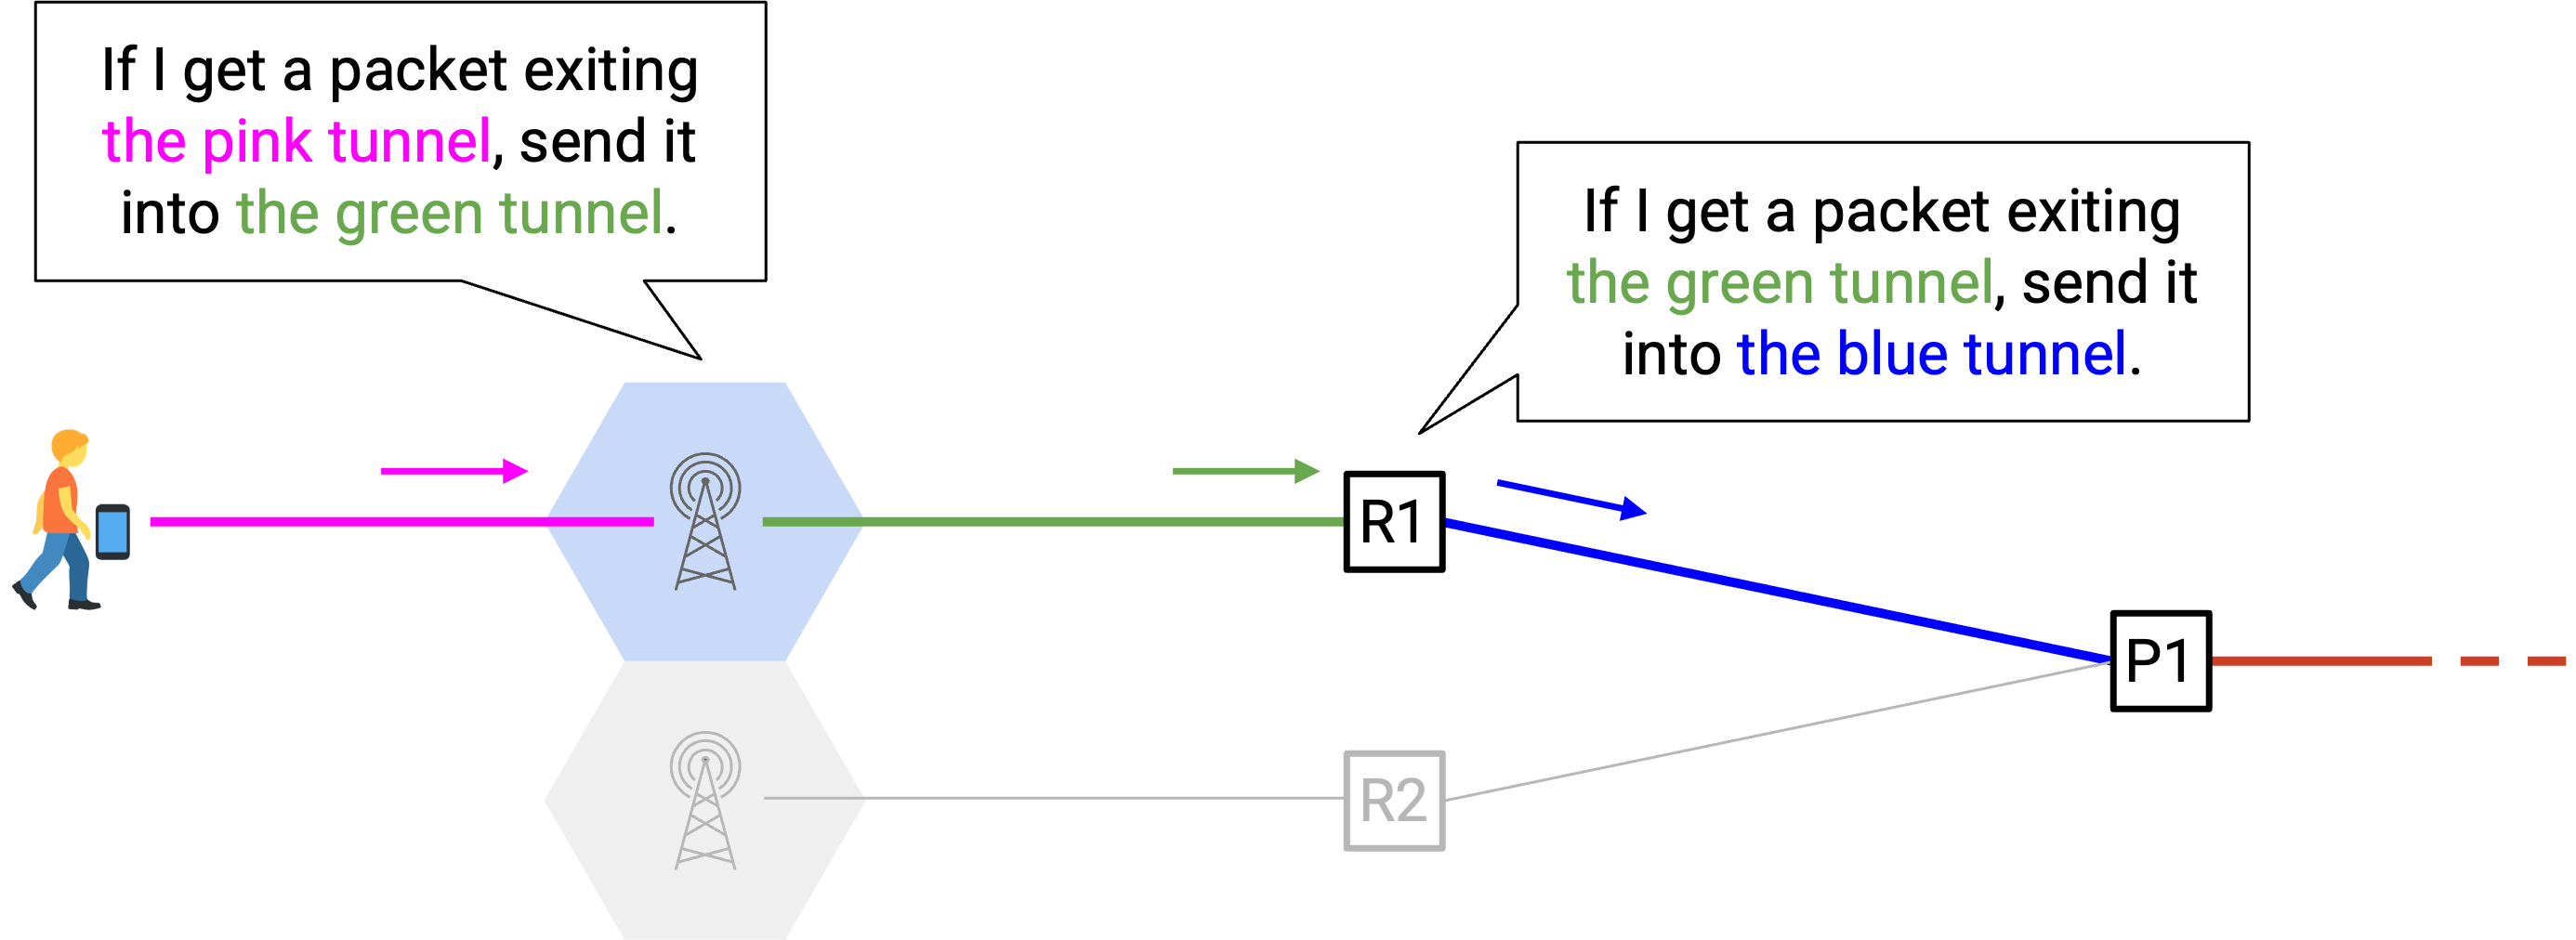 If I get a packet exiting
the pink tunnel, send it
into the green tunnel.
If I get a packet exiting
the green tunnel, send it
into the blue tunnel.
R1
P1
R2